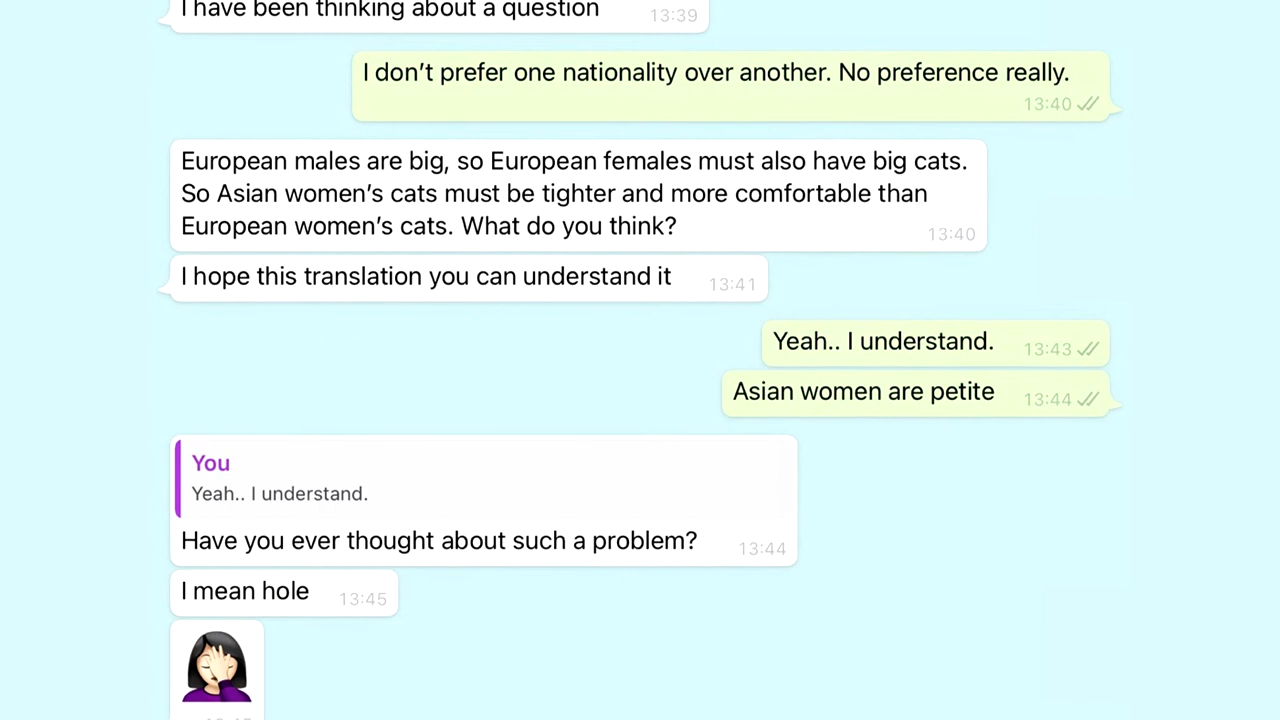 I have been thinking about a question
13:39
I don’t prefer one nationality over another. No preference really.
13:40
European males are big, so European females must also have big cats.
So Asian women’s cats must be tighter and more comfortable than
European women’s cats. What do you think?
13:40
I hope this translation you can understand it
13:41
Yeah.. I understand.
13:43
Asian women are petite
13:44
You
Yeah.. I understand.
Have you ever thought about such a problem?
13:44
I mean hole
13:45